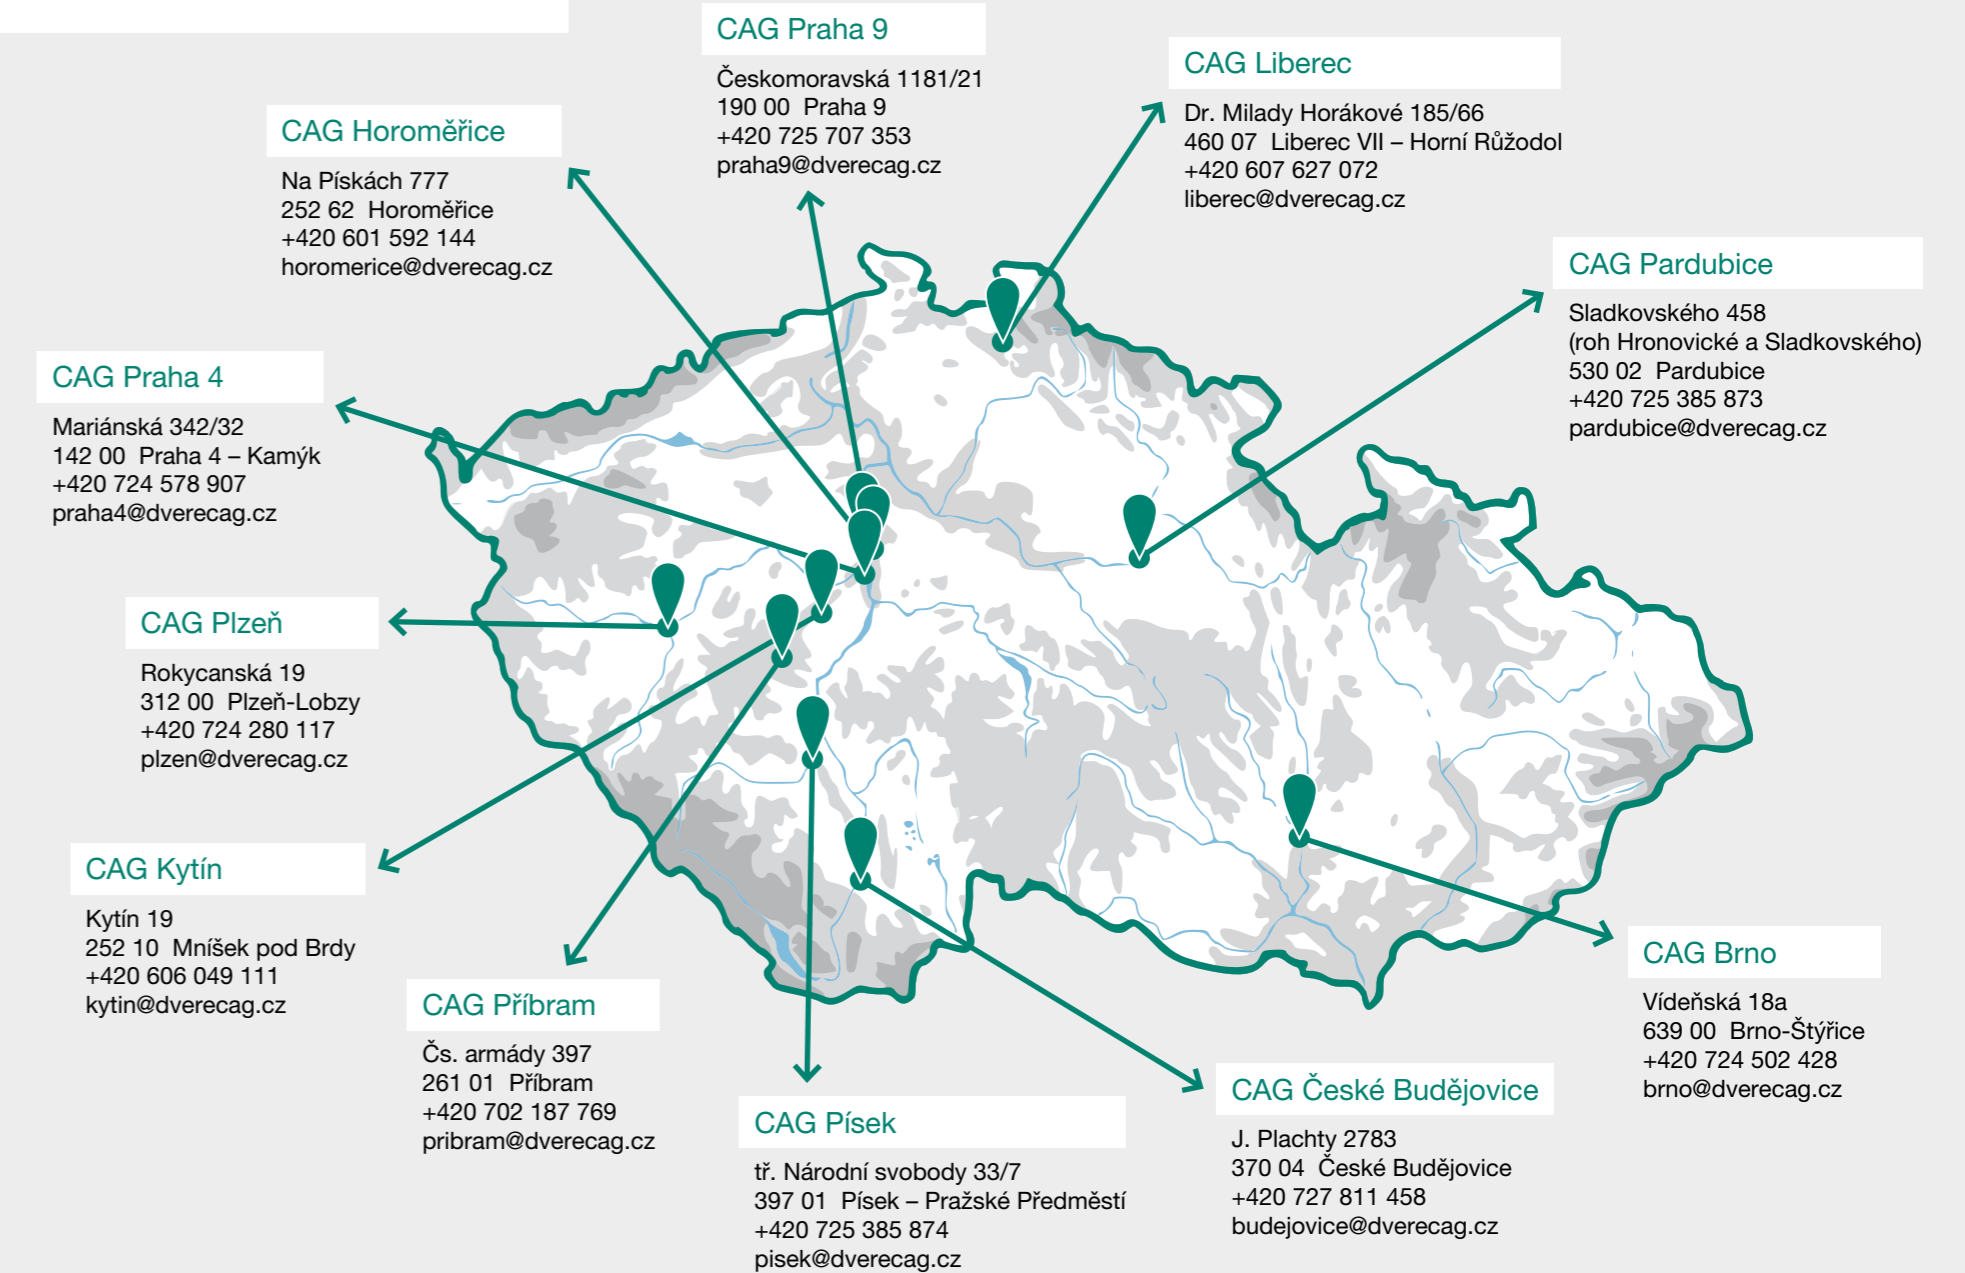 CAG Praha 9
Českomoravská 1181/21
190 00 Praha 9
+420 725 707 353
praha9@dverecag.cz
CAG Liberec
Dr. Milady Horákové 185/66
460 07 Liberec VII – Horní Růžodol
+420 607 627 072
liberec@dverecag.cz
CAG Horoměřice
Na Pískách 777
252 62 Horoměřice
+420 601 592 144
horomerice@dverecag.cz
CAG Pardubice
Sladkovského 458
(roh Hronovické a Sladkovského)
530 02 Pardubice
+420 725 385 873
pardubice@dverecag.cz
CAG Praha 4
Mariánská 342/32
142 00 Praha 4 – Kamýk
+420 724 578 907
praha4@dverecag.cz
CAG Plzeň
Rokycanská 19
312 00 Plzeň-Lobzy
+420 724 280 117
plzen@dverecag.cz
CAG Kytín
Kytín 19
252 10 Mníšek pod Brdy
+420 606 049 111
kytin@dverecag.cz
CAG Příbram
Čs. armády 397
261 01 Příbram
+420 702 187 769
pribram@dverecag.cz
CAG Písek
tř. Národní svobody 33/7
397 01 Písek – Pražské Předměstí
+420 725 385 874
pisek@dverecag.cz
CAG České Budějovice
J. Plachty 2783
370 04 České Budějovice
+420 727 811 458
budejovice@dverecag.cz
CAG Brno
Vídeňská 18a
639 00 Brno-Štýřice
+420 724 502 428
brno@dverecag.cz